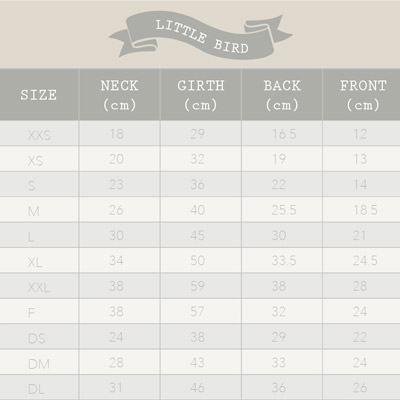 LITTLE BIRD
SIZE NECK (cm) GIRTH (cm) BACK (cm) FRONT (cm)
XXS 18 29 16.5 12
XS 20 32 19 13
S 23 36 22 14
M 26 40 25.5 18.5
L 30 45 30 21
XL 34 50 33.5 24.5
XXL 38 59 38 28
F 38 57 32 24
DS 24 38 29 22
DM 28 43 33 24
DL 31 46 36 26